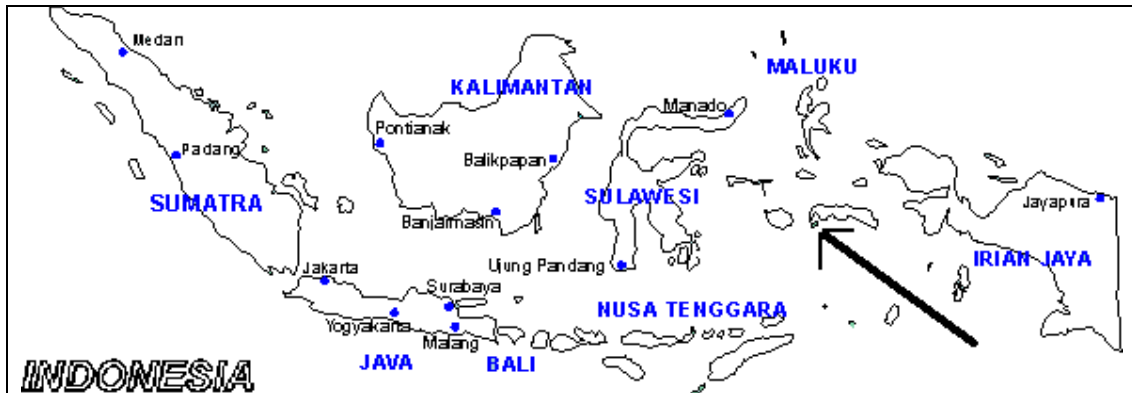 Medan
MALUKU
KALIMANTAN
Manado
Pontianak
Padang
Balikpapan
SUMATRA
SULAWESI
Jayapura
Banjarmasin
IRIAN JAYA
Jakarta
Ujung Pandang
Surabaya
NUSA TENGGARA
Yogyakarta
Malang
JAVA
BALI
INDONESIA